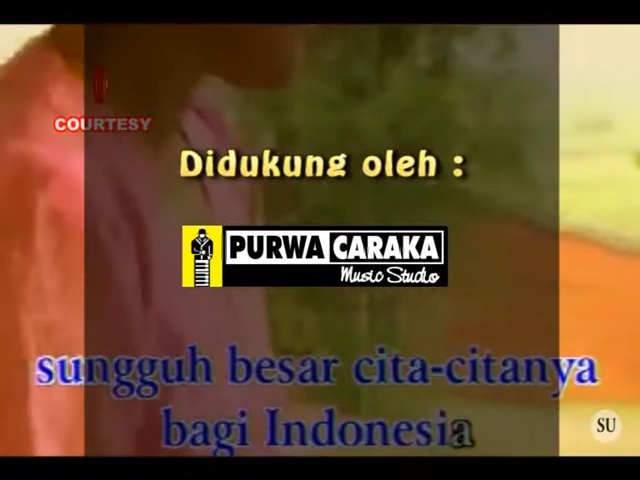 COURTESY
Didukung oleh :
PURWA CARAKA
Music Studio
sungguh besar cita-citanya
bagi Indonesia
SU